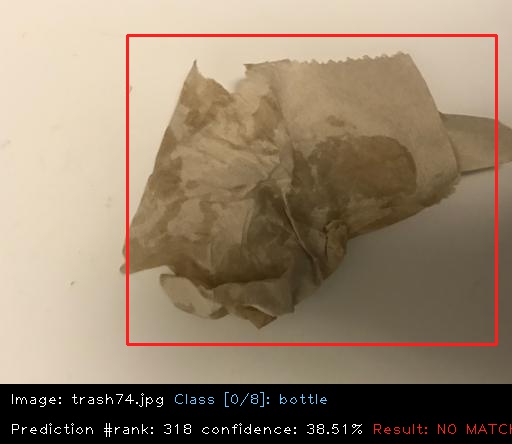 Image: trash74.jpg Class [0/8]: bottle
Prediction #rank: 318 confidence: 38.51% Result: NO MATCH